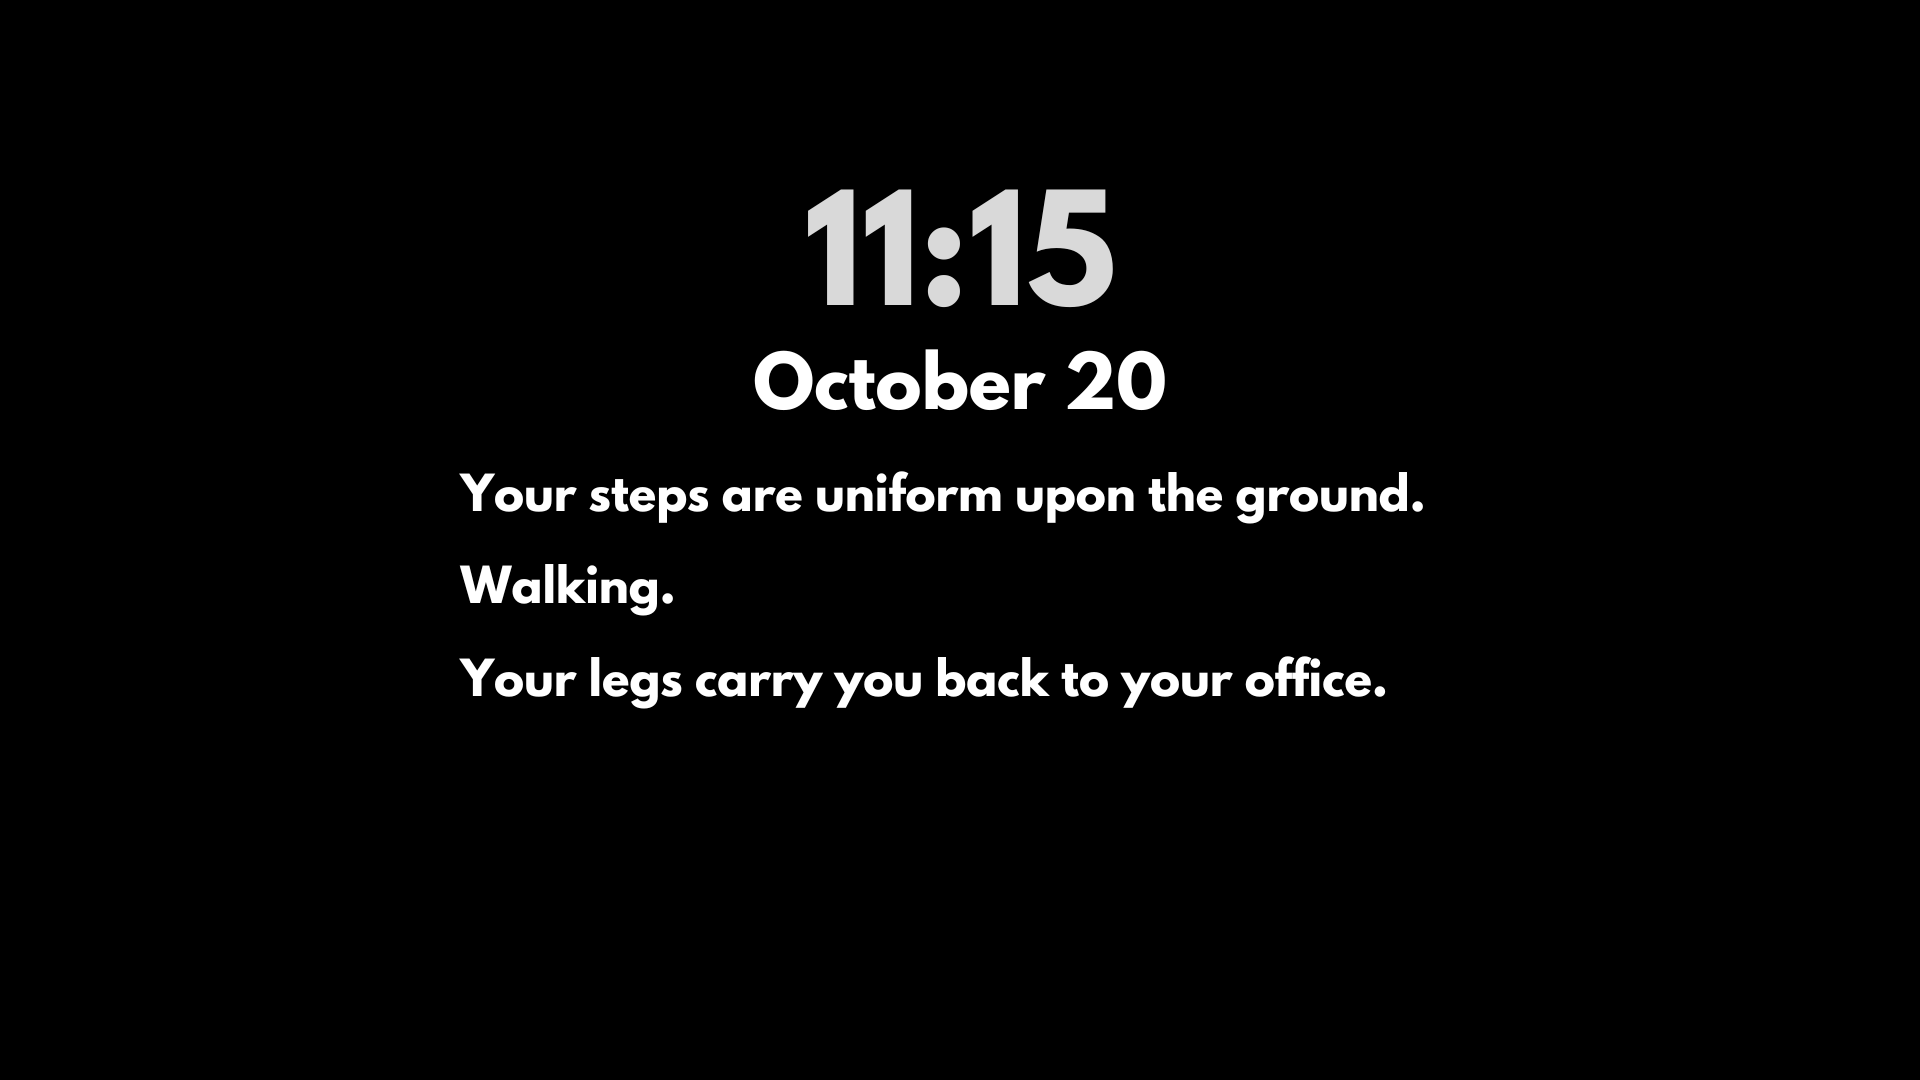 11:15
October 20
Your steps are uniform upon the ground.
Walking.
Your legs carry you back to your office.